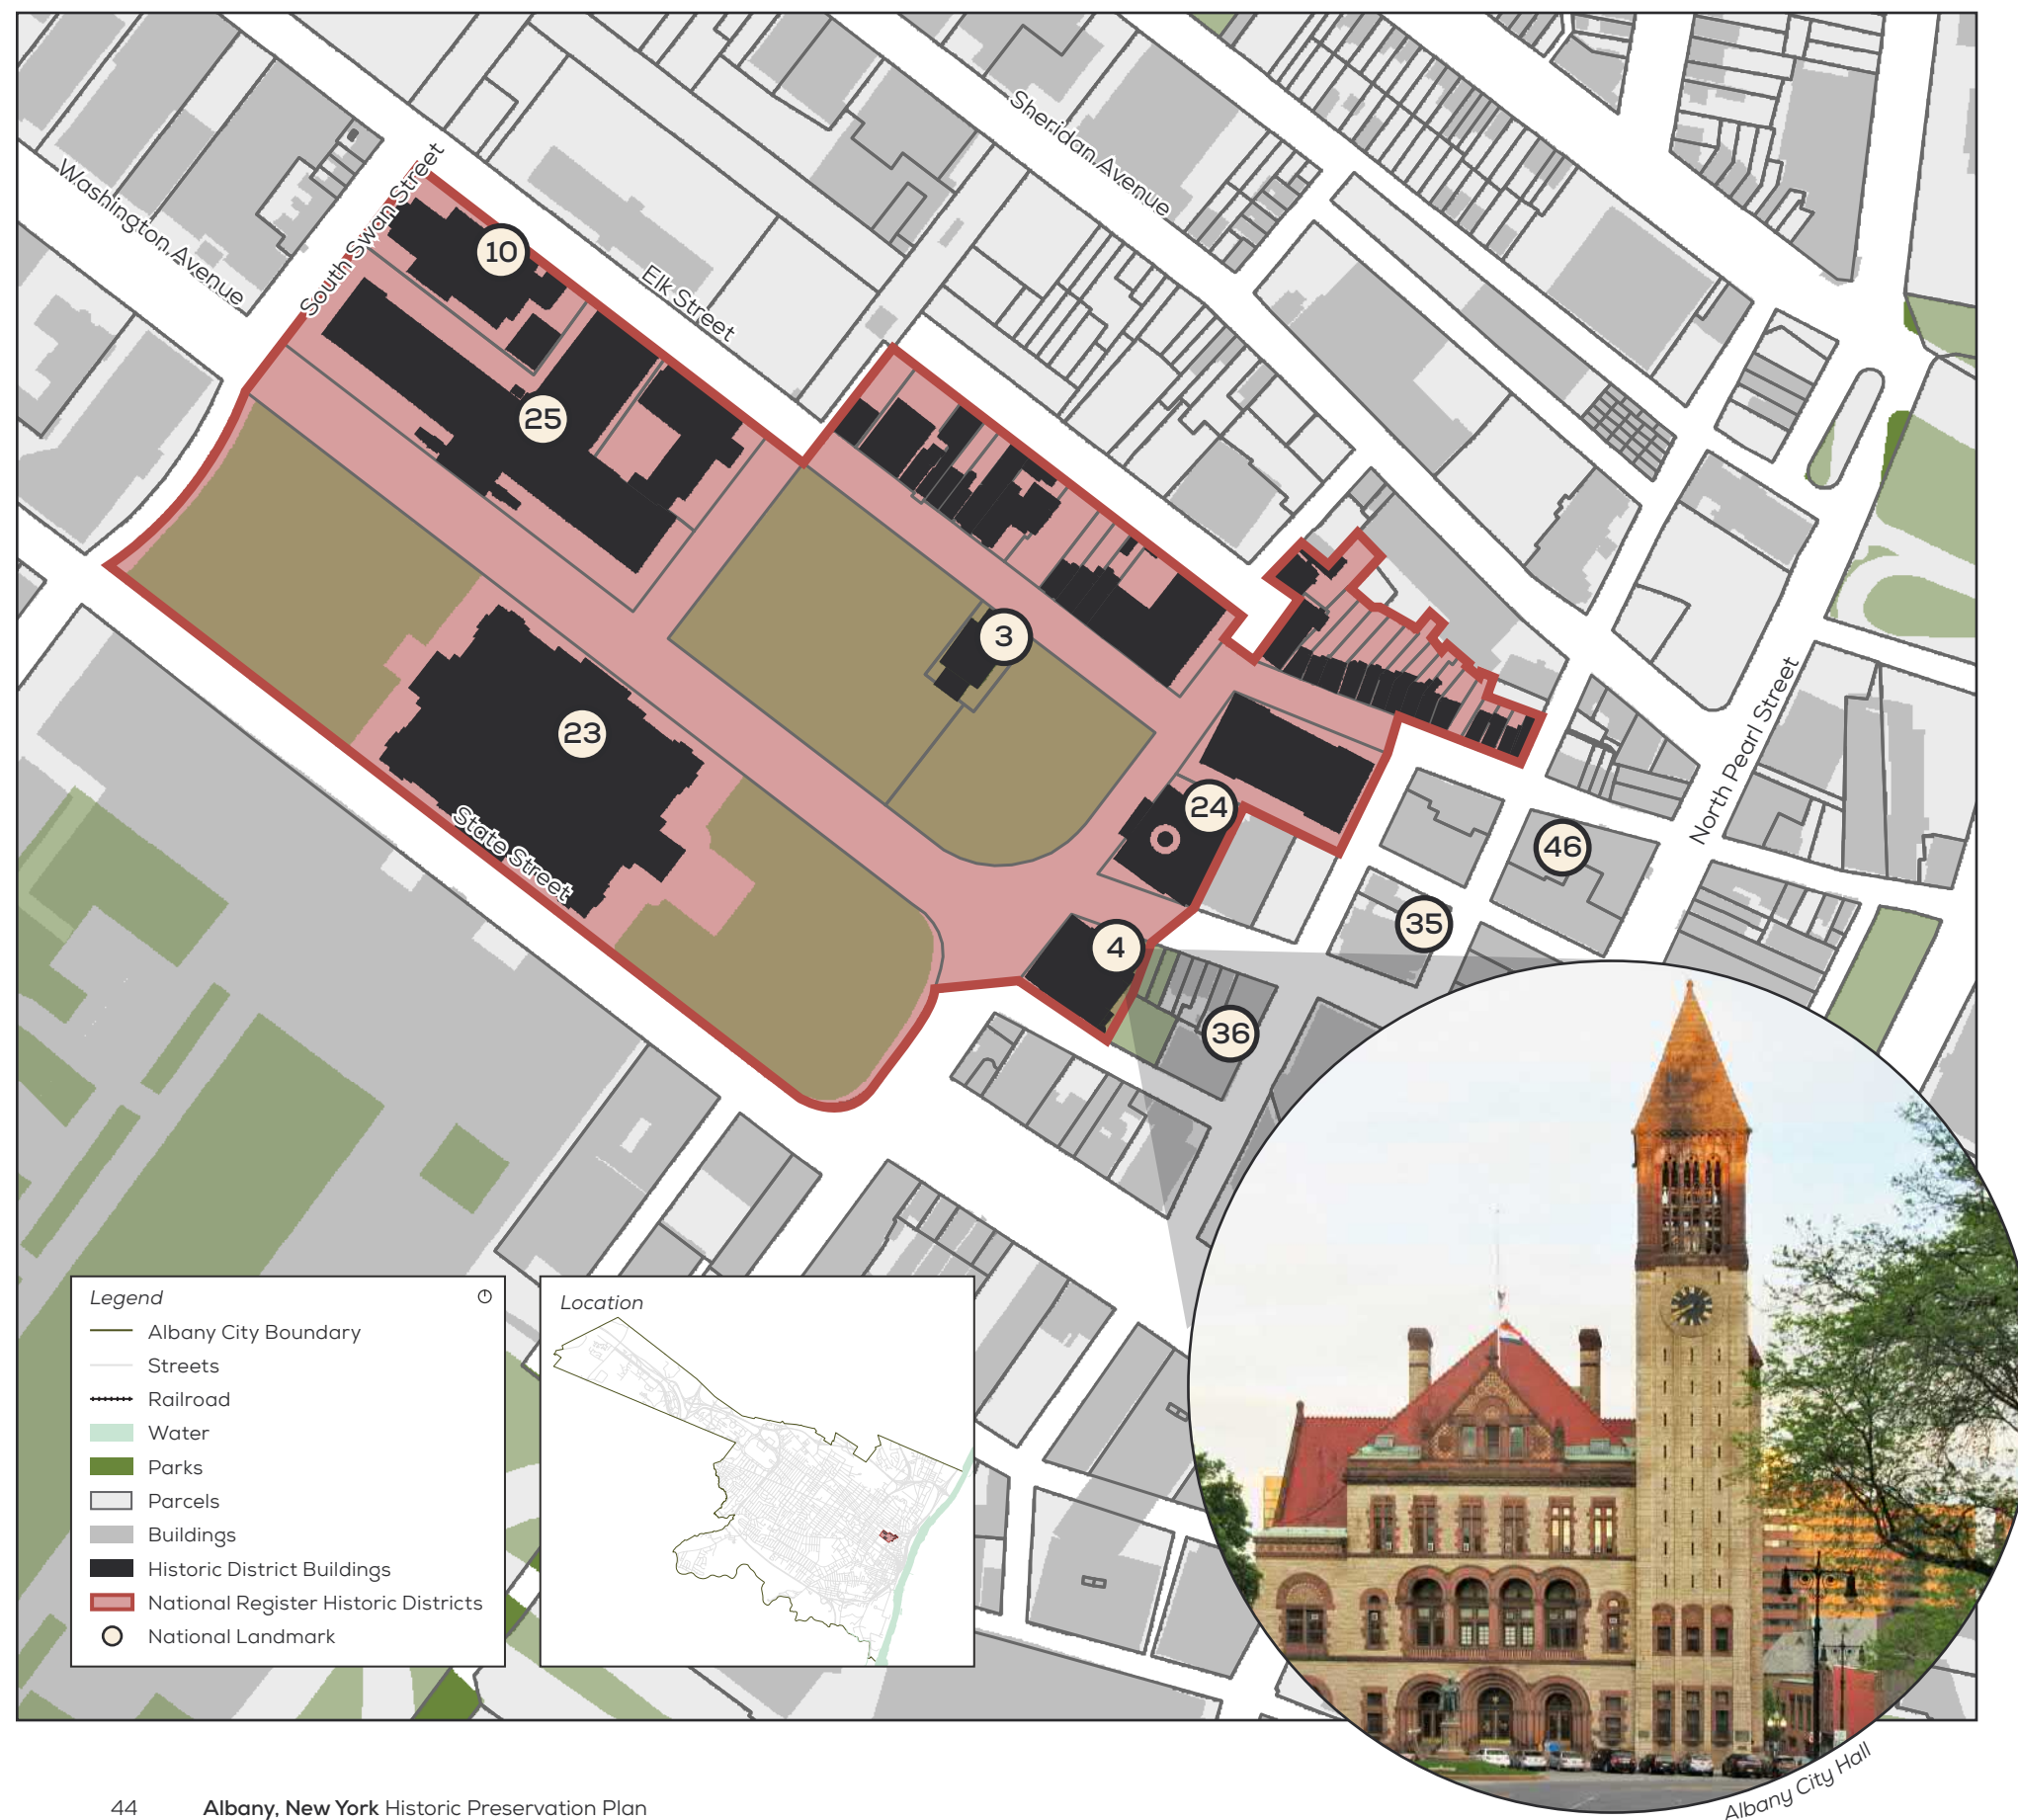 Sheridan Avenue
Washington Avenue
South Swan Street
10
Elk Street
25
3
23
24
North Pearl Street
46
State Street
35
4
36
Legend
Albany City Boundary
Streets
Railroad
Water
Parks
Parcels
Buildings
Historic District Buildings
National Register Historic Districts
National Landmark
Location
Albany City Hall
44 Albany, New York Historic Preservation Plan